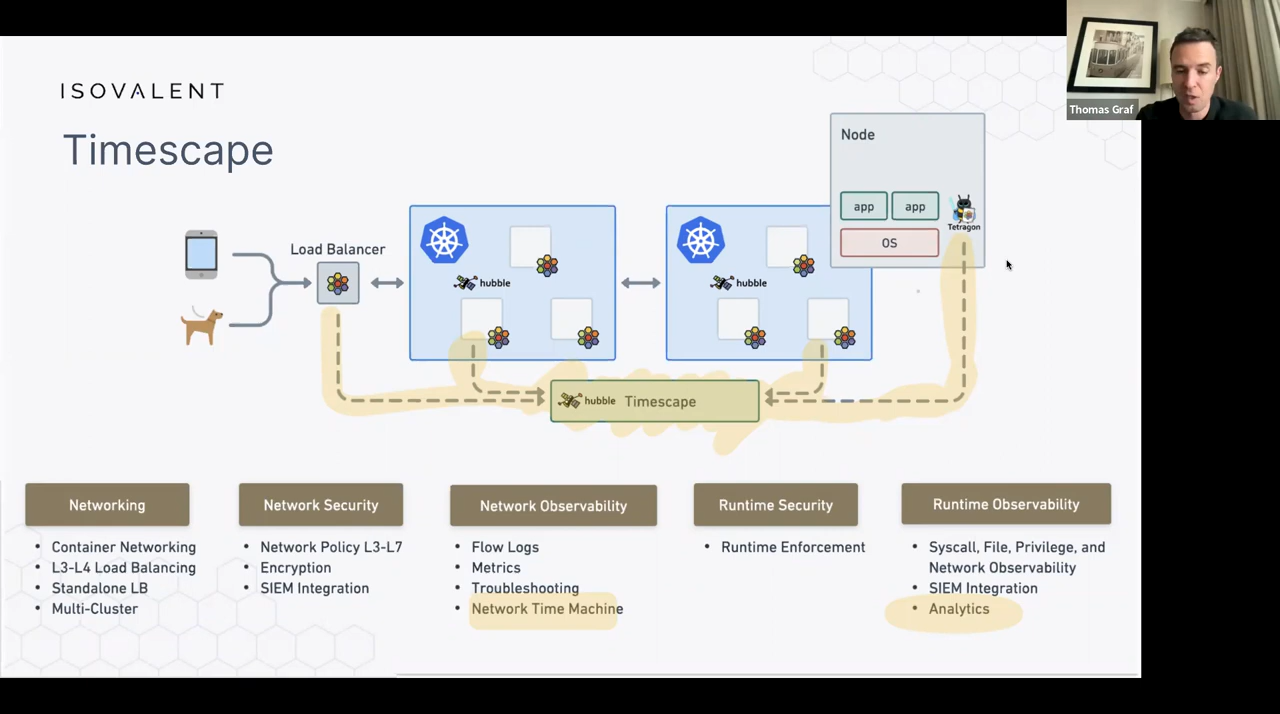 ISOVALENT
Thomas Graf
Timescape
Node
app app
Tetragon
OS
Load Balancer
hubble
hubble
hubble Timescape
Networking
Container Networking
L3-L4 Load Balancing
Standalone LB
Multi-Cluster
Network Security
Network Policy L3-L7
Encryption
SIEM Integration
Network Observability
Flow Logs
Metrics
Troubleshooting
Network Time Machine
Runtime Security
Runtime Enforcement
Runtime Observability
Syscall, File, Privilege, and
Network Observability
SIEM Integration
Analytics